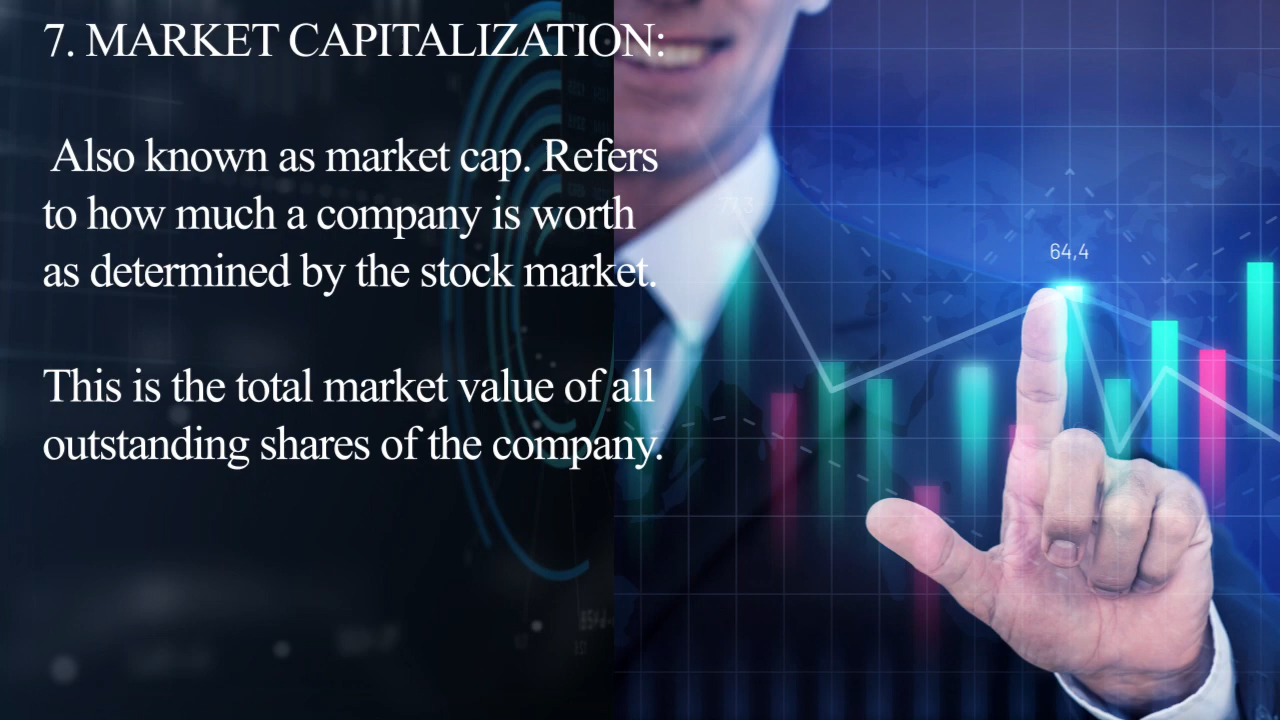 7. MARKET CAPITALIZATION:
Also known as market cap. Refers
to how much a company is worth
as determined by the stock market.
This is the total market value of all
outstanding shares of the company.
64,4